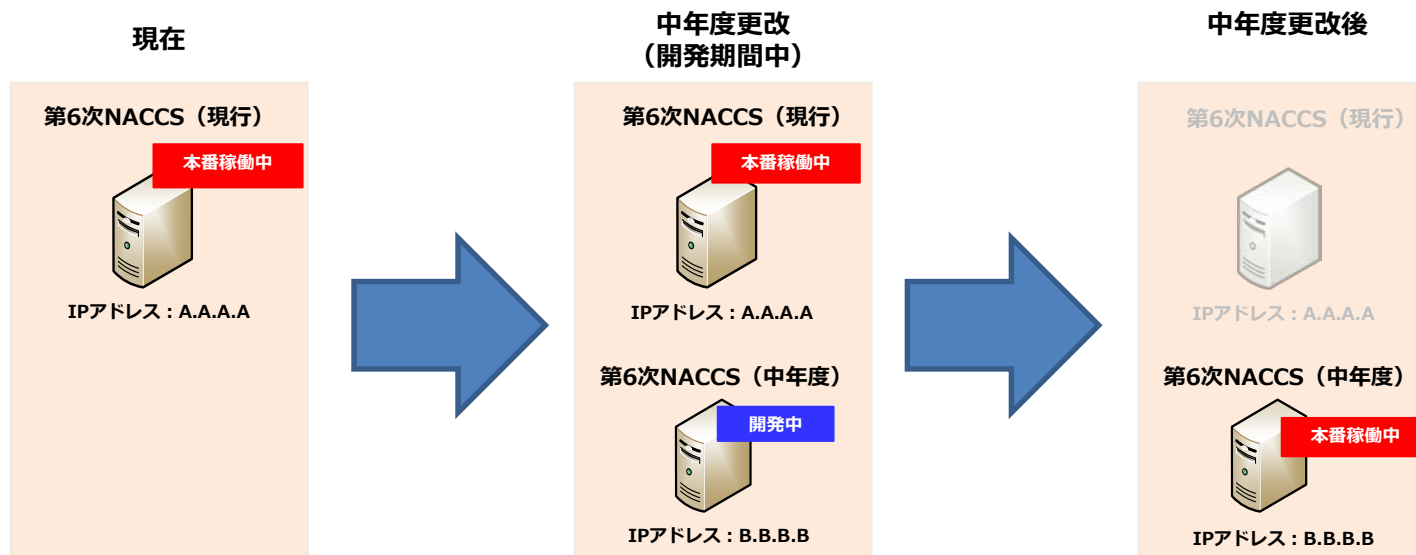 現在
第6次NACCS（現行）
本番稼働中
IPアドレス：A.A.A.A
中年度更改
（開発期間中）
第6次NACCS（現行）
本番稼働中
IPアドレス：A.A.A.A
第6次NACCS（中年度）
開発中
IPアドレス：B.B.B.B
中年度更改後
第6次NACCS（現行）
IPアドレス：A.A.A.A
第6次NACCS（中年度）
本番稼働中
IPアドレス：B.B.B.B